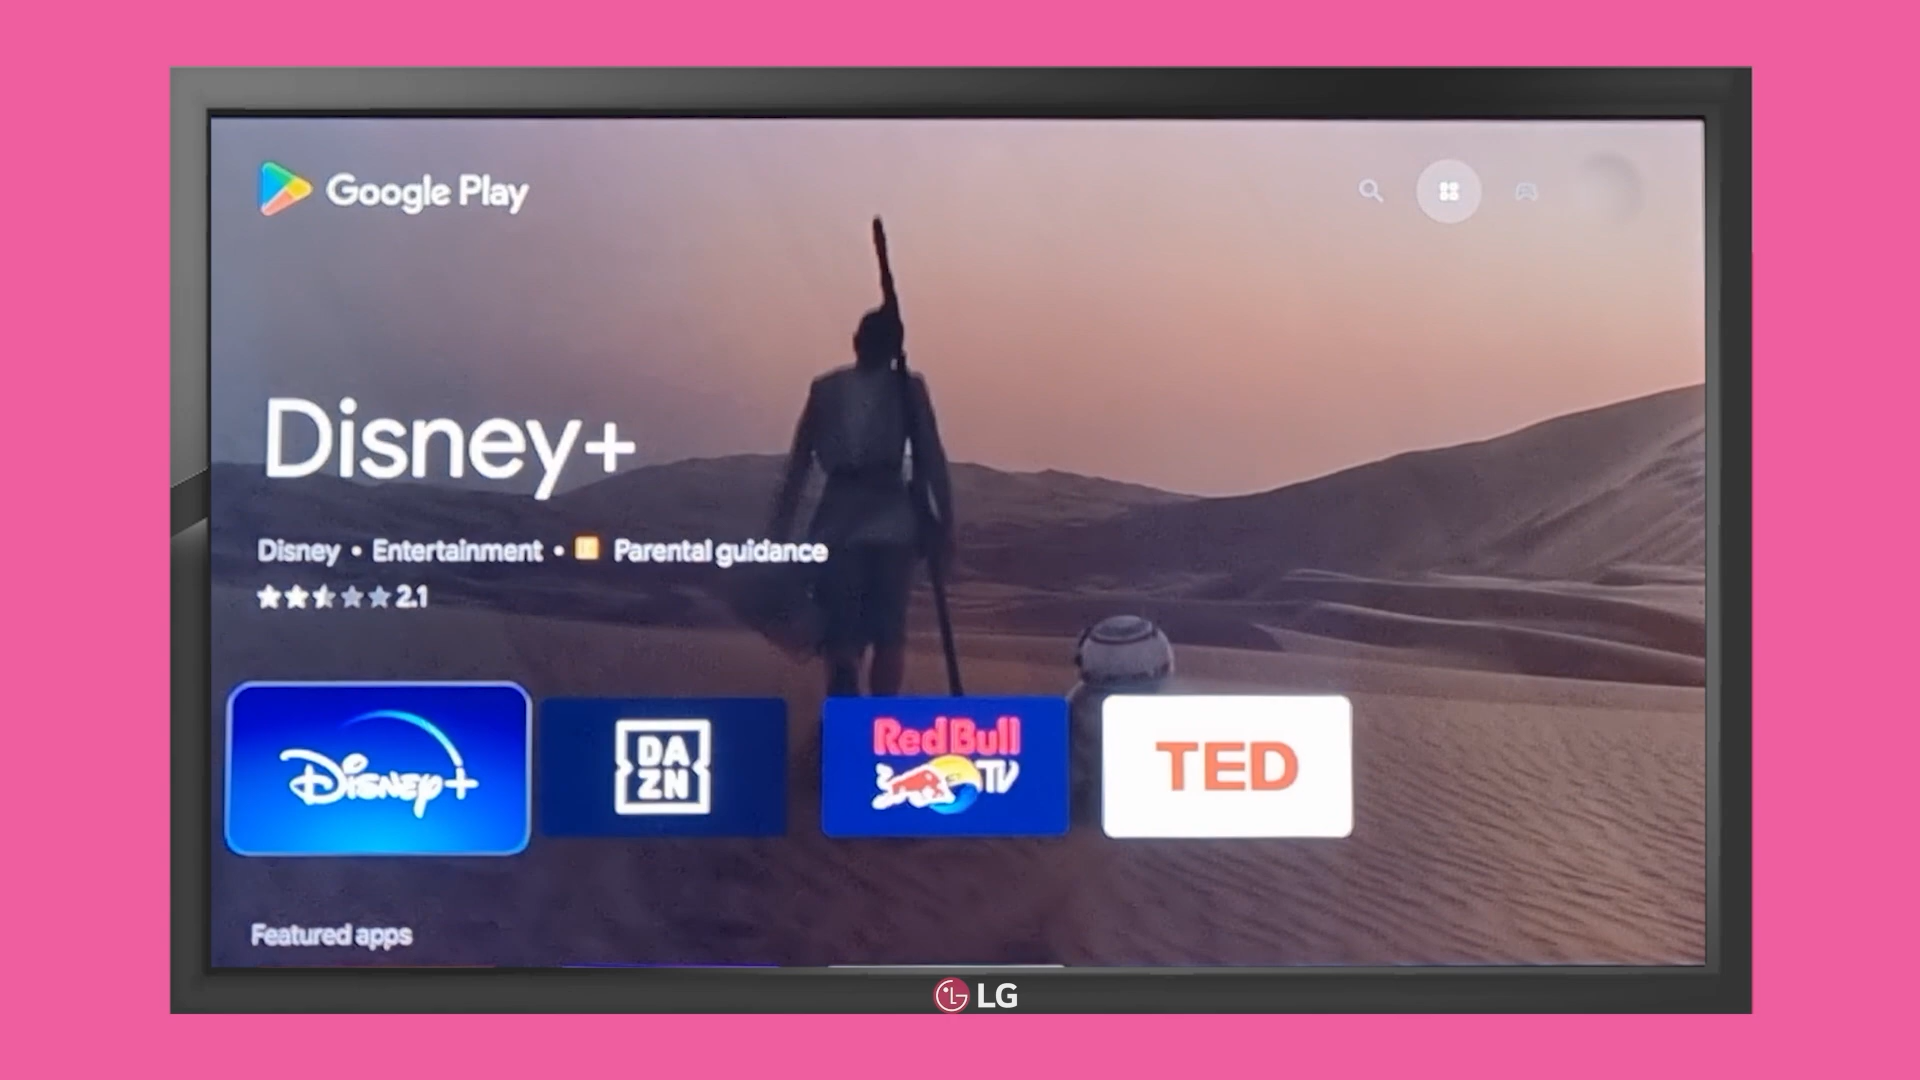 Google Play
Disney+
Disney • Entertainment • Parental guidance
2.1
Disney+
DA
ZN
Red Bull
TV
TED
Featured apps
LG